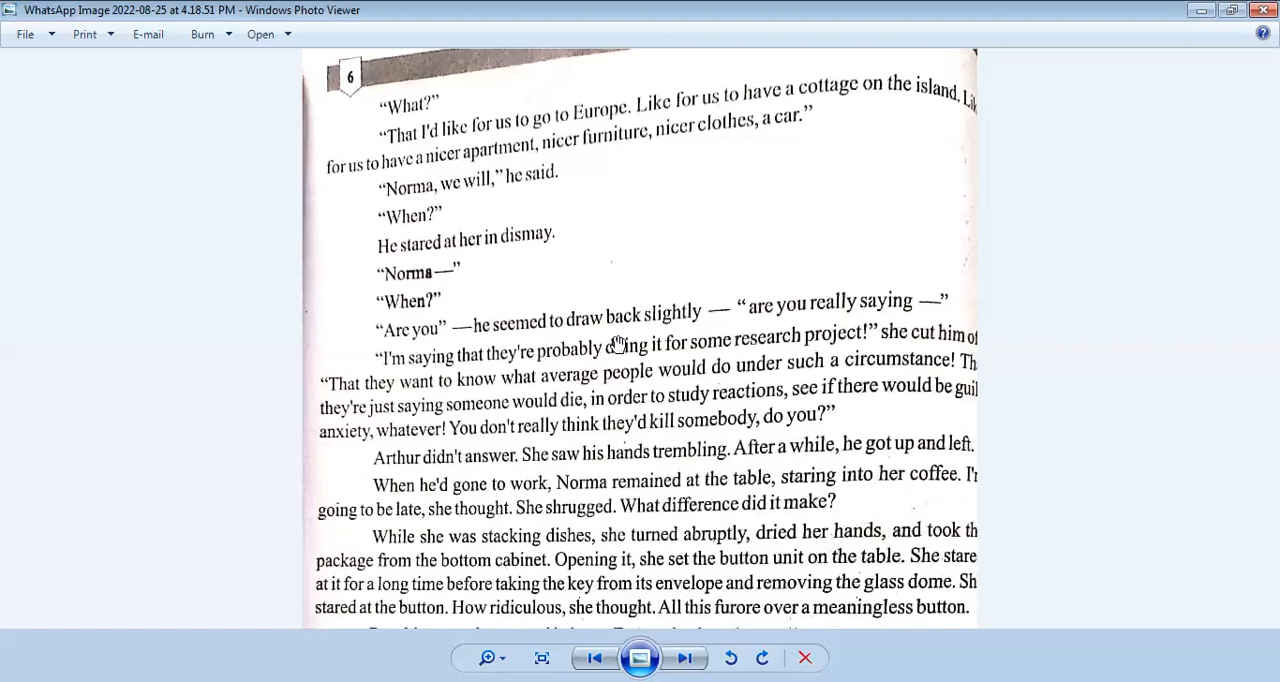 WhatsApp Image 2022-08-25 at 4.18.51 PM - Windows Photo Viewer
File Print E-mail Burn Open
6
“What?”
“That I'd like for us to go to Europe. Like for us to have a cottage on the island.
for us to have a nicer apartment, nicer furniture, nicer clothes, a car.”
“Norma, we will,” he said.
“When?”
He stared at her in dismay.
“Norma—”
“When?”
“Are you” —he seemed to draw back slightly — “ are you really saying —”
“I'm saying that they're probably doing it for some research project!” she cut him
“That they want to know what average people would do under such a circumstance!
they're just saying someone would die, in order to study reactions, see if there would be
anxiety, whatever! You don't really think they'd kill somebody, do you?”
Arthur didn't answer. She saw his hands trembling. After a while, he got up and left.
When he'd gone to work, Norma remained at the table, staring into her coffee.
going to be late, she thought. She shrugged. What difference did it make?
While she was stacking dishes, she turned abruptly, dried her hands, and took
package from the bottom cabinet. Opening it, she set the button unit on the table. She stare
at it for a long time before taking the key from its envelope and removing the glass dome.
stared at the button. How ridiculous, she thought. All this furore over a meaningless button.